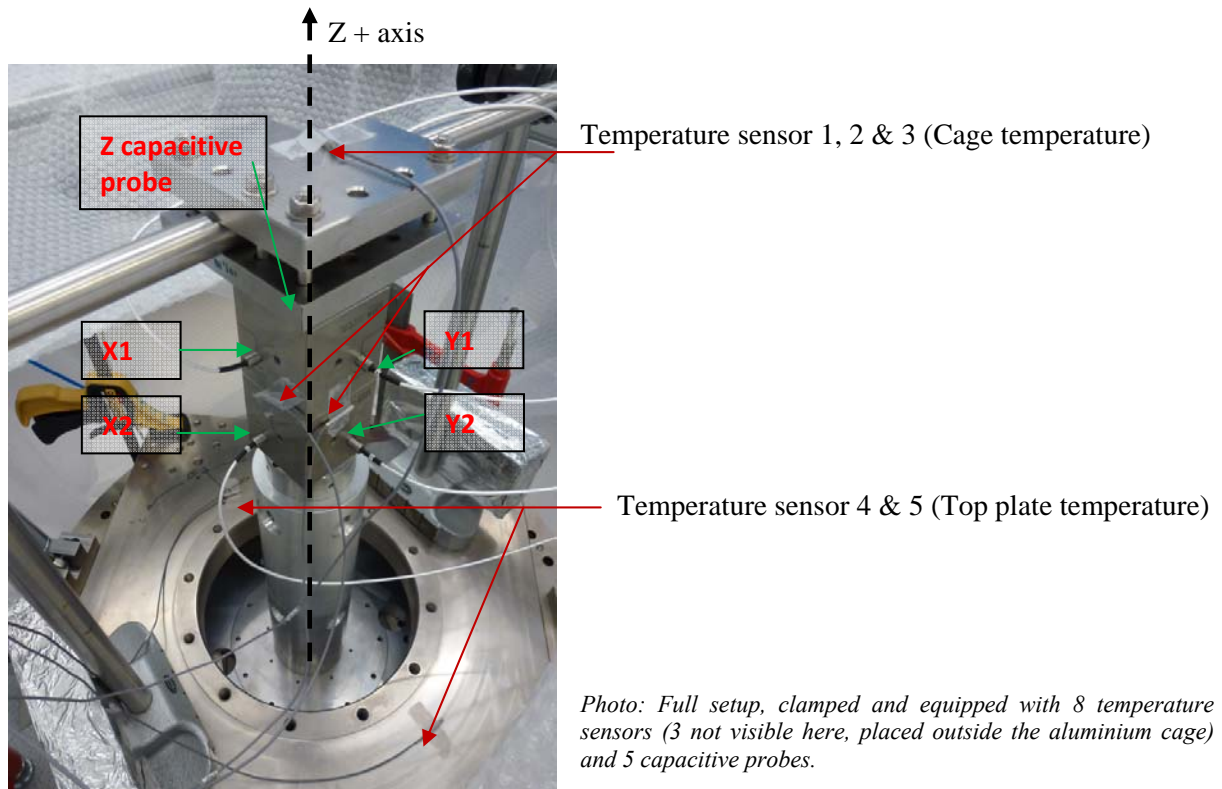 Z + axis
Z capacitive
probe
Temperature sensor 1, 2 & 3 (Cage temperature)
X1
Y1
X2
Y2
Temperature sensor 4 & 5 (Top plate temperature)
Photo: Full setup, clamped and equipped with 8 temperature
sensors (3 not visible here, placed outside the aluminium cage)
and 5 capacitive probes.